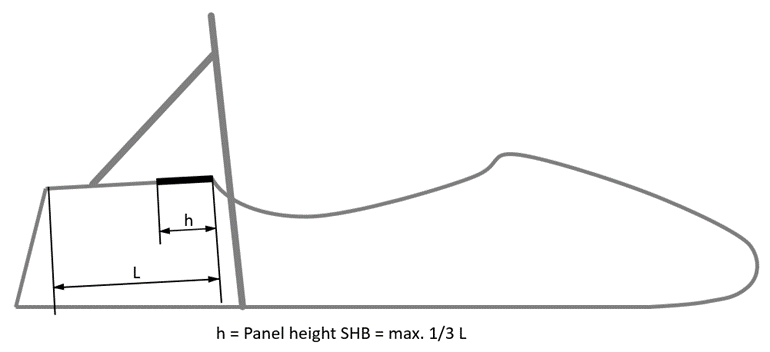 h
L
h = Panel height SHB = max. 1/3 L